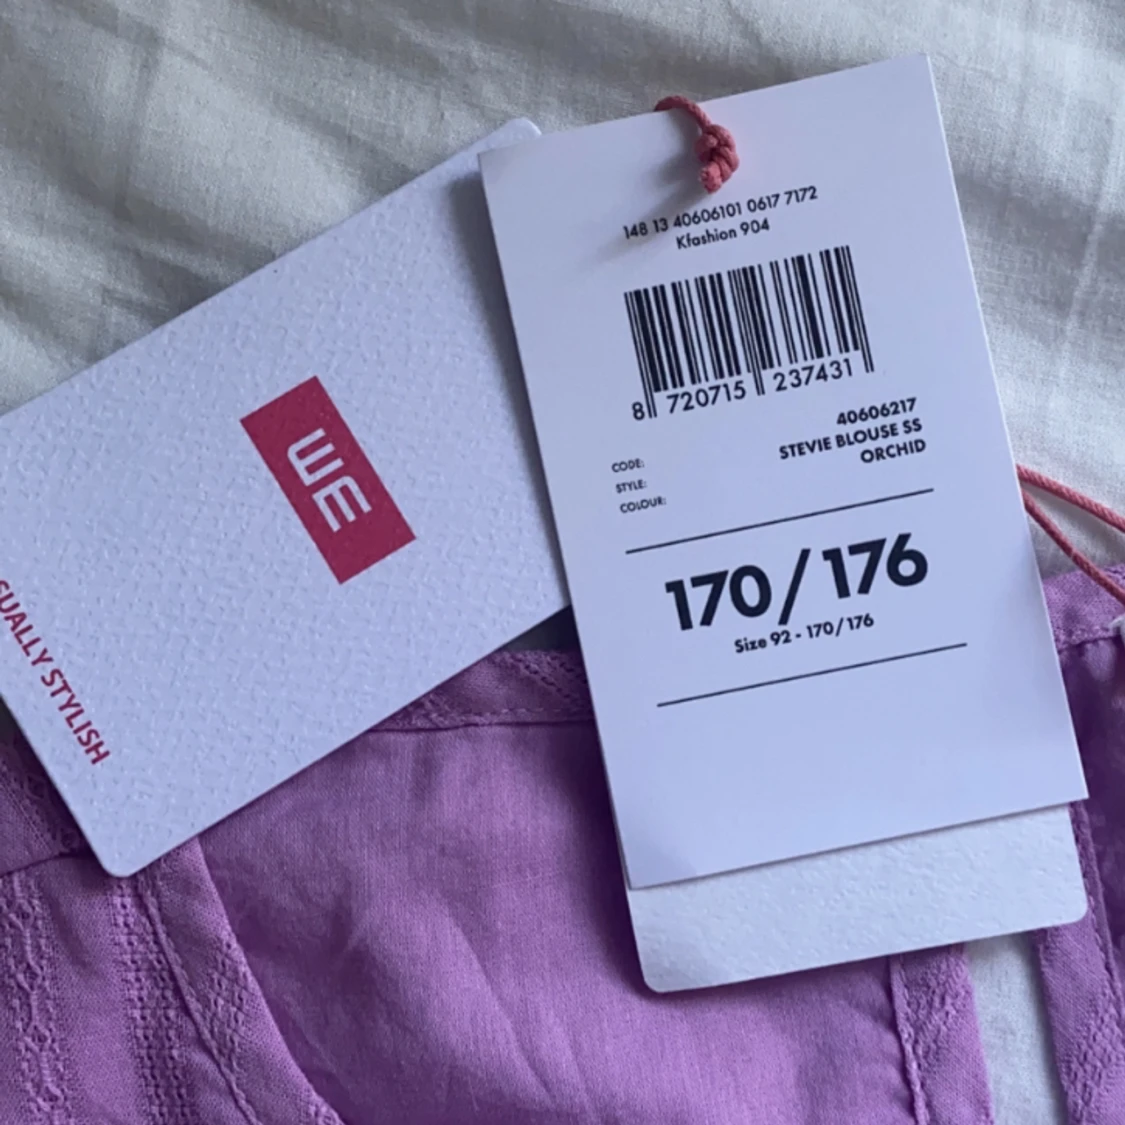 WE
SUALLY STYLISH
148 13 40606101 0617 7172
Kfashion 904
8 720715 237431
CODE: 40606217
STYLE: STEVIE BLOUSE SS
COLOUR: ORCHID
170/176
Size 92 - 170/176